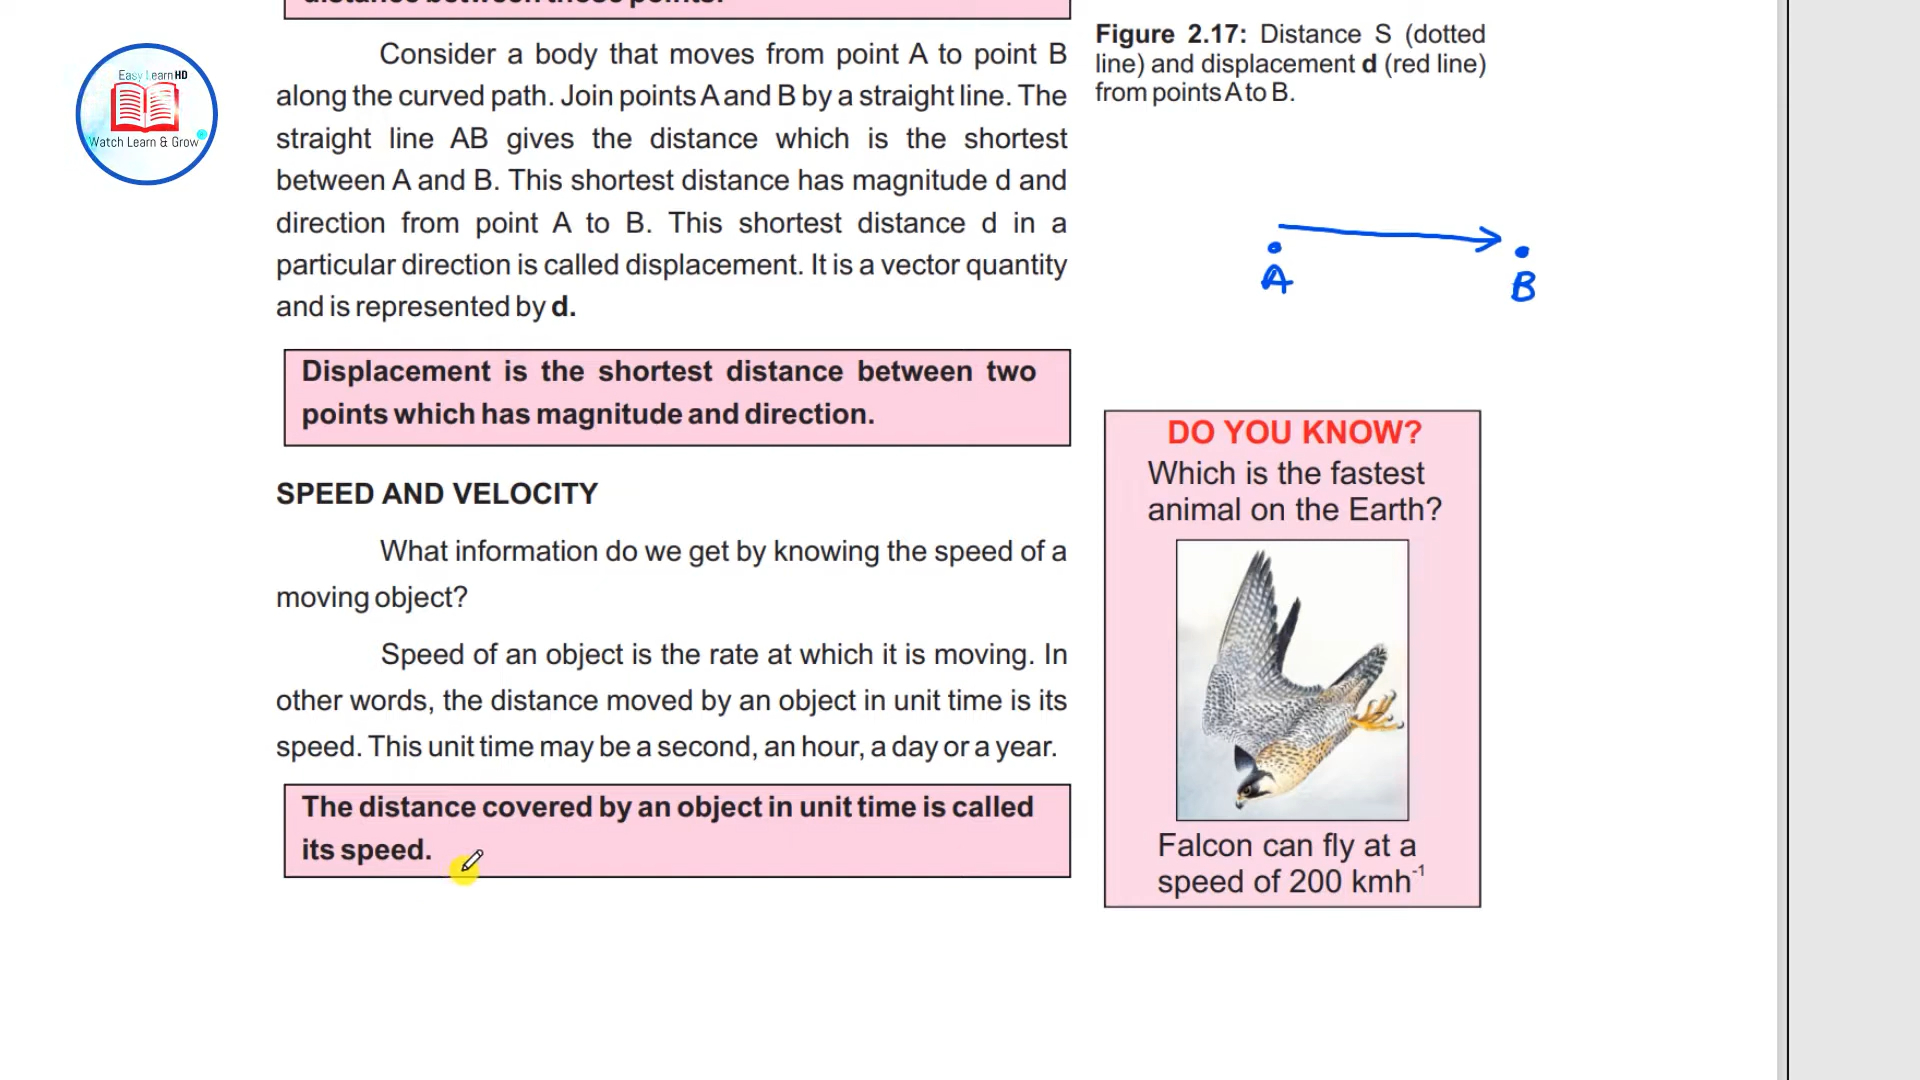 distance between those points.
Easy Learn HD
Watch Learn & Grow
Consider a body that moves from point A to point B
along the curved path. Join points A and B by a straight line. The
straight line AB gives the distance which is the shortest
between A and B. This shortest distance has magnitude d and
direction from point A to B. This shortest distance d in a
particular direction is called displacement. It is a vector quantity
and is represented by d.
Displacement is the shortest distance between two
points which has magnitude and direction.
SPEED AND VELOCITY
What information do we get by knowing the speed of a
moving object?
Speed of an object is the rate at which it is moving. In
other words, the distance moved by an object in unit time is its
speed. This unit time may be a second, an hour, a day or a year.
The distance covered by an object in unit time is called
its speed.
Figure 2.17: Distance S (dotted
line) and displacement d (red line)
from points A to B.
A
B
DO YOU KNOW?
Which is the fastest
animal on the Earth?
Falcon can fly at a
speed of 200 kmh⁻¹